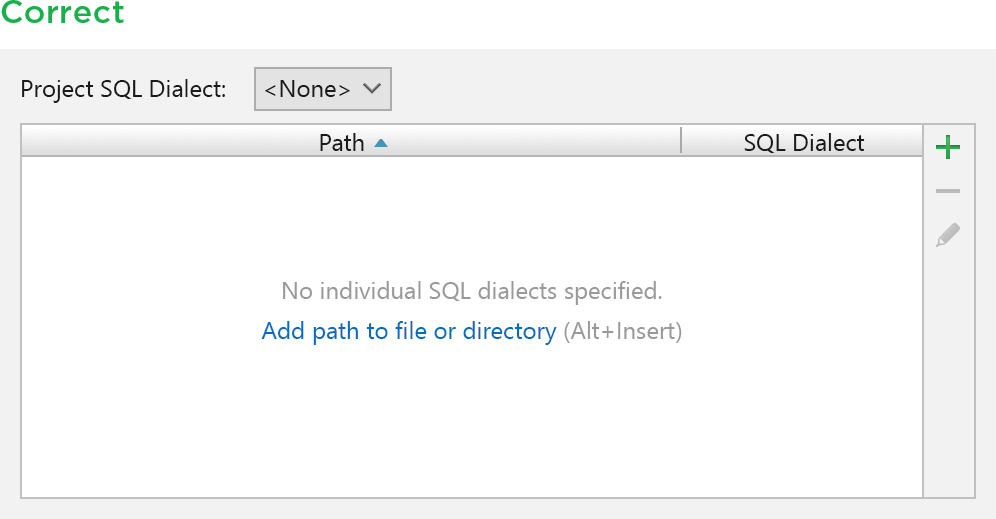 Correct
Project SQL Dialect: <None>
Path SQL Dialect
No individual SQL dialects specified.
Add path to file or directory (Alt+Insert)